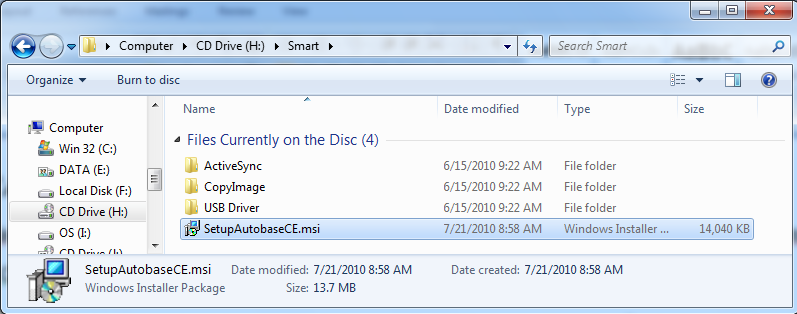 Computer CD Drive (H:) Smart Search Smart
Organize Burn to disc
Name Date modified Type Size
Computer
Win 32 (C:)
DATA (E:)
Local Disk (F:)
CD Drive (H:)
OS (I:)
Files Currently on the Disc (4)
ActiveSync 6/15/2010 9:22 AM File folder
CopyImage 6/15/2010 9:22 AM File folder
USB Driver 6/15/2010 9:22 AM File folder
SetupAutobaseCE.msi 7/21/2010 8:58 AM Windows Installer ... 14,040 KB
SetupAutobaseCE.msi Date modified: 7/21/2010 8:58 AM Date created: 7/21/2010 8:58 AM
Windows Installer Package Size: 13.7 MB